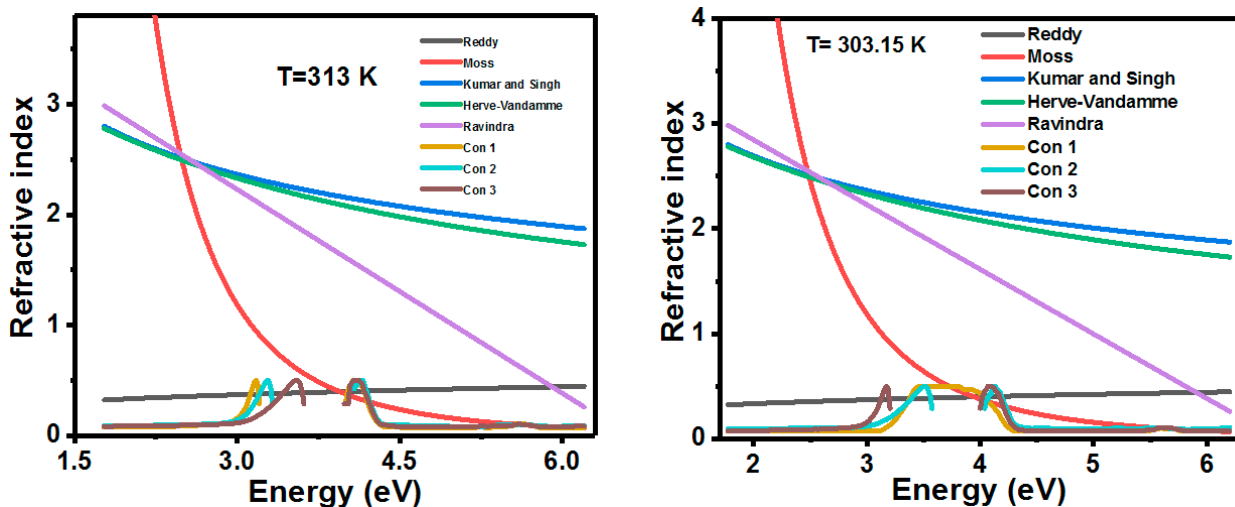 T=313 K
Reddy
Moss
Kumar and Singh
Herve-Vandamme
Ravindra
Con 1
Con 2
Con 3
3
2
1
0
1.5
3.0
4.5
6.0
Refractive index
Energy (eV)
T= 303.15 K
Reddy
Moss
Kumar and Singh
Herve-Vandamme
Ravindra
Con 1
Con 2
Con 3
4
3
2
1
0
2
3
4
5
6
Refractive index
Energy (eV)